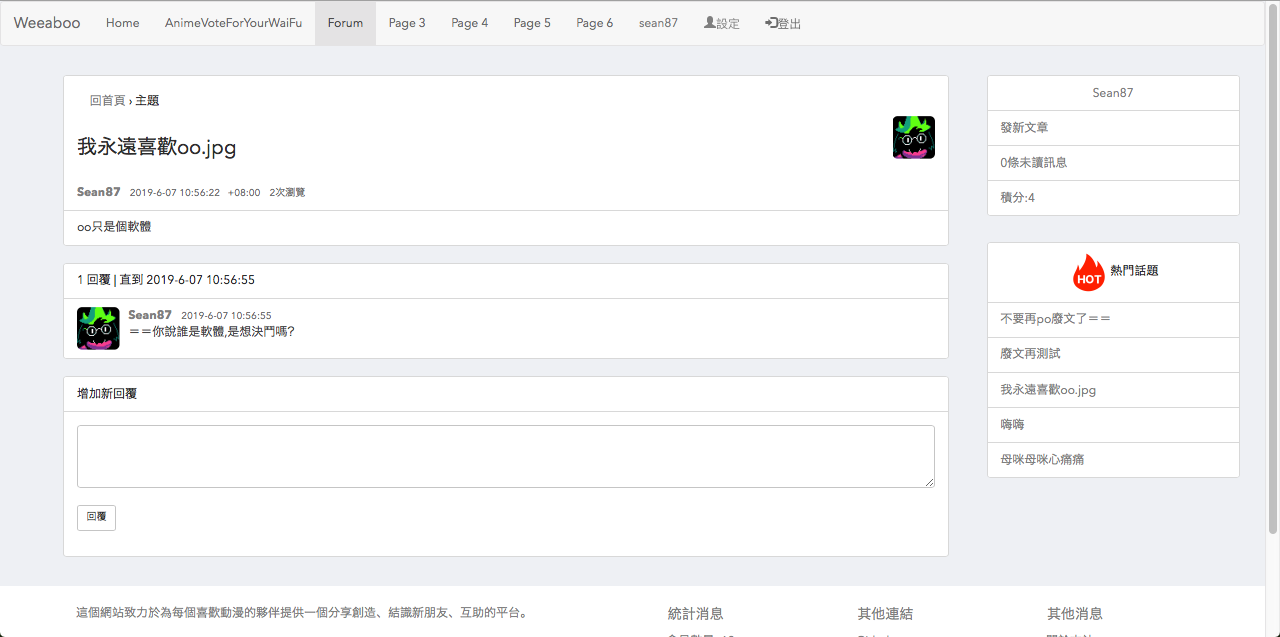 Weeaboo Home AnimeVoteForYourWaiFu Forum Page 3 Page 4 Page 5 Page 6 sean87 設定 登出
回首頁 › 主題
我永遠喜歡oo.jpg
Sean87 2019-6-07 10:56:22 +08:00 2次瀏覽
oo只是個軟體
1 回覆 | 直到 2019-6-07 10:56:55
Sean87 2019-6-07 10:56:55
==你說誰是軟體,是想決鬥嗎?
增加新回覆
回覆
Sean87
發新文章
0條未讀訊息
積分:4
HOT 熱門話題
不要再po廢文了==
廢文再測試
我永遠喜歡oo.jpg
嗨嗨
母咪母咪心痛痛
這個網站致力於為每個喜歡動漫的夥伴提供一個分享創造、結識新朋友、互助的平台。
統計消息
其他連結
其他消息